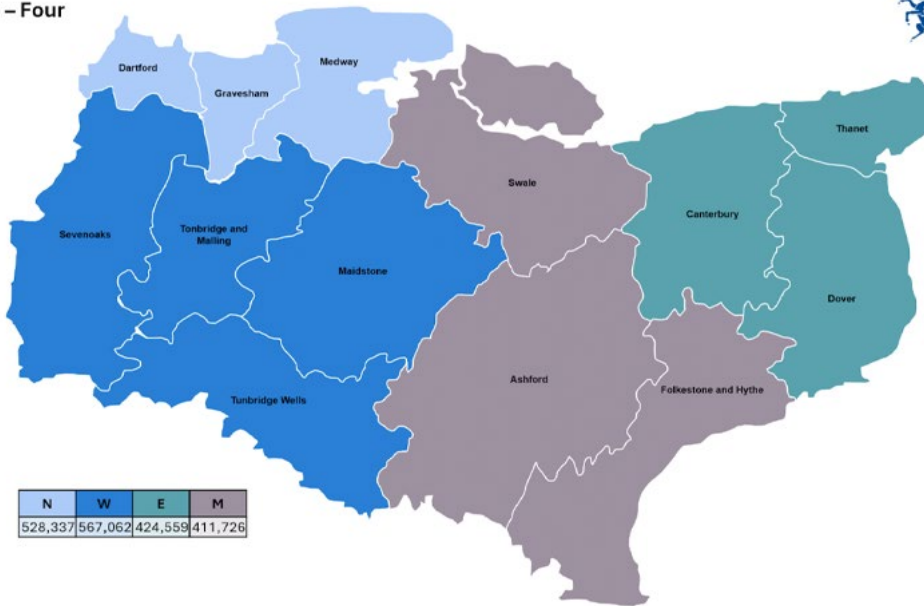 – Four
Dartford
Gravesham
Medway
Thanet
Swale
Canterbury
Sevenoaks
Tonbridge and
Malling
Maidstone
Dover
Ashford
Folkestone and Hythe
Tunbridge Wells
N W E M
528,337 567,062 424,559 411,726